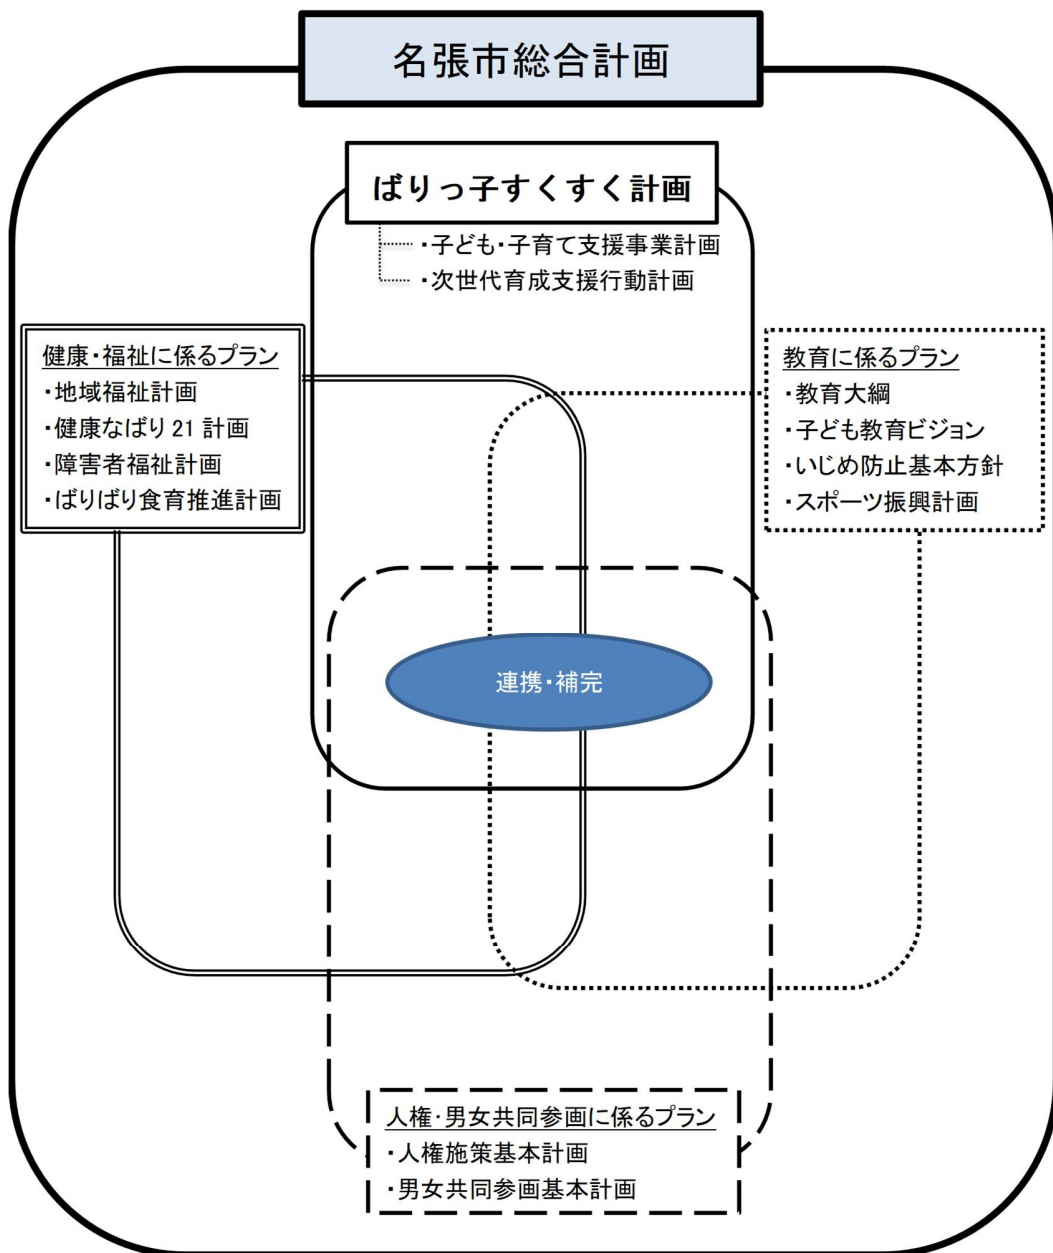 名張市総合計画
ばりっ子すくすく計画
・子ども・子育て支援事業計画
・次世代育成支援行動計画
健康・福祉に係るプラン
・地域福祉計画
・健康なばり 21 計画
・障害者福祉計画
・ばりばり食育推進計画
教育に係るプラン
・教育大綱
・子ども教育ビジョン
・いじめ防止基本方針
・スポーツ振興計画
連携・補完
人権・男女共同参画に係るプラン
・人権施策基本計画
・男女共同参画基本計画